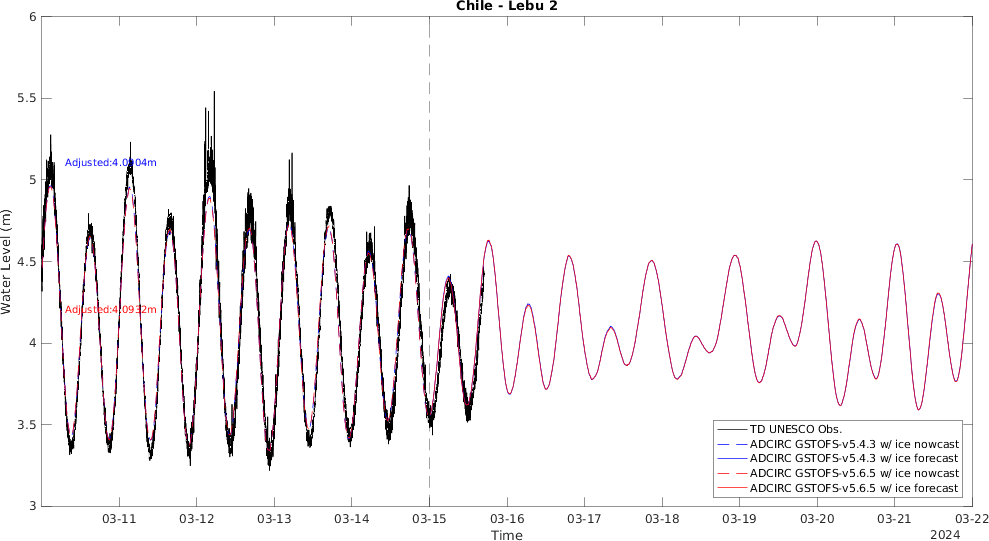 Chile - Lebu 2
Water Level (m)
6
5.5
5
4.5
4
3.5
3
Adjusted:4.0904m
Adjusted:4.0932m
TD UNESCO Obs.
ADCIRC GSTOFS-v5.4.3 w/ ice nowcast
ADCIRC GSTOFS-v5.4.3 w/ ice forecast
ADCIRC GSTOFS-v5.6.5 w/ ice nowcast
ADCIRC GSTOFS-v5.6.5 w/ ice forecast
03-11 03-12 03-13 03-14 03-15 03-16 03-17 03-18 03-19 03-20 03-21 03-22
Time
2024